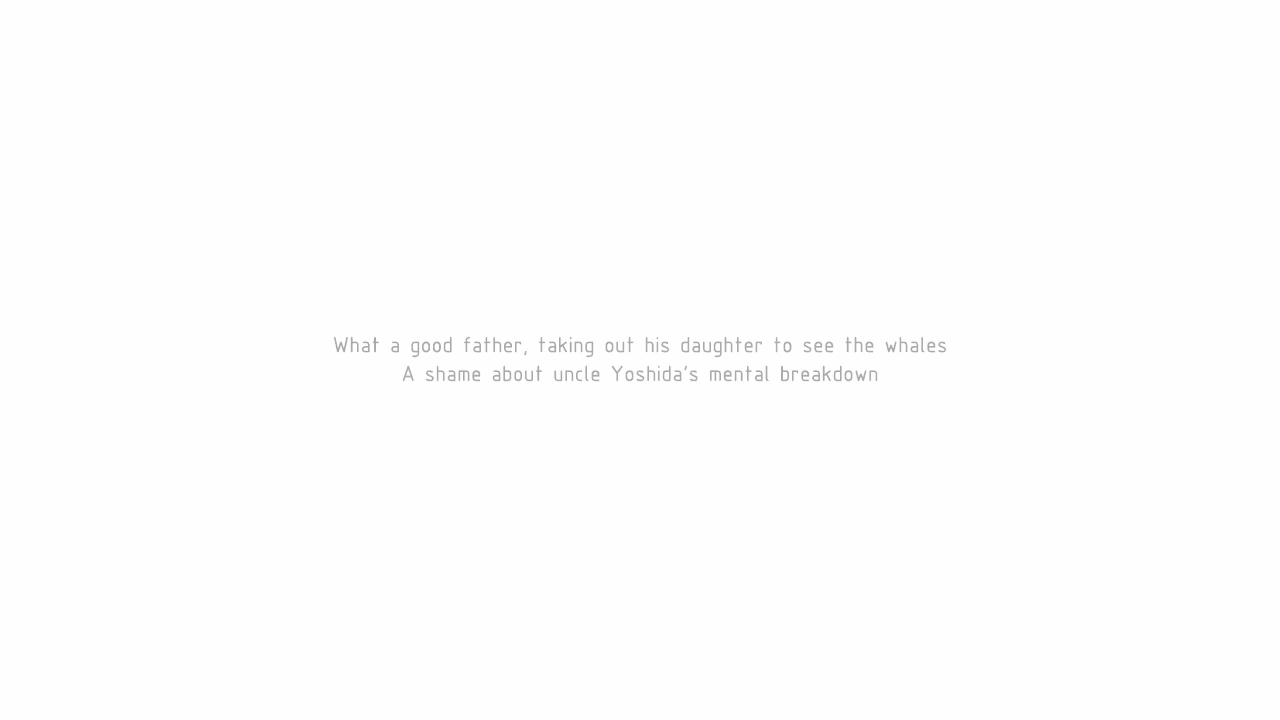 What a good father, taking out his daughter to see the whales
A shame about uncle Yoshida's mental breakdown